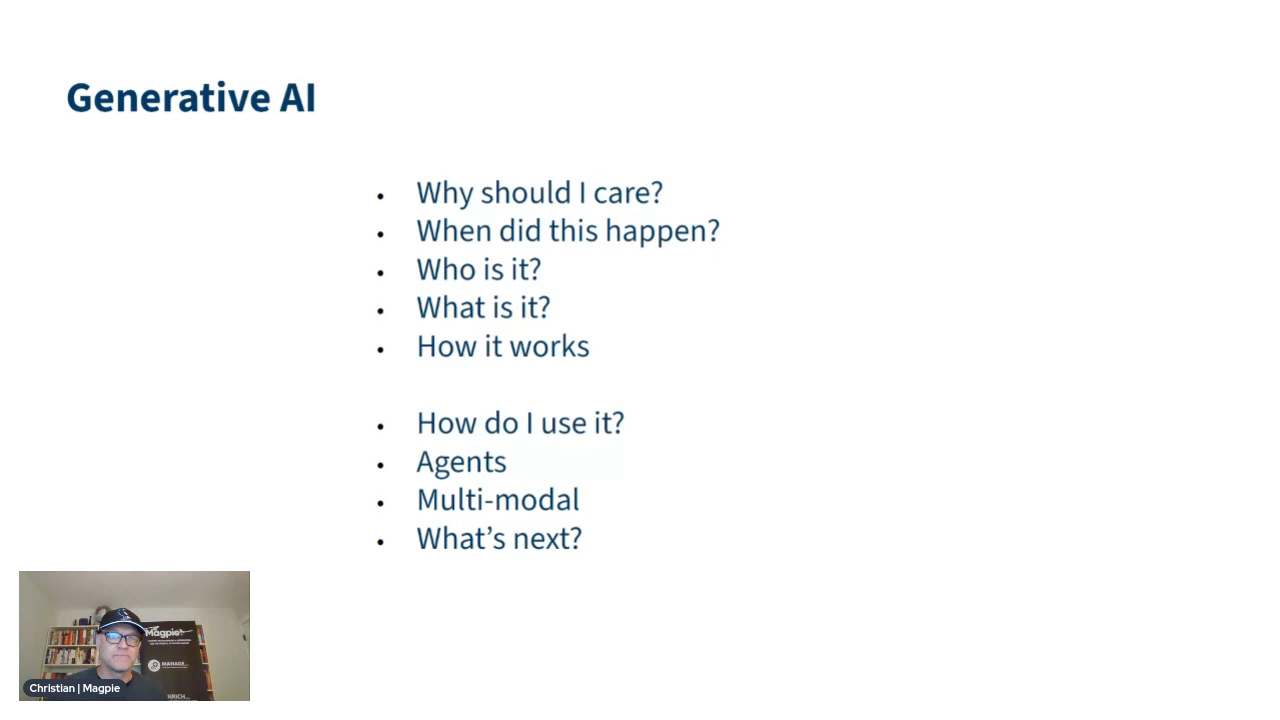 Generative AI
• Why should I care?
• When did this happen?
• Who is it?
• What is it?
• How it works
• How do I use it?
• Agents
• Multi-modal
• What’s next?
Magpie
MANAGE
Christian | Magpie